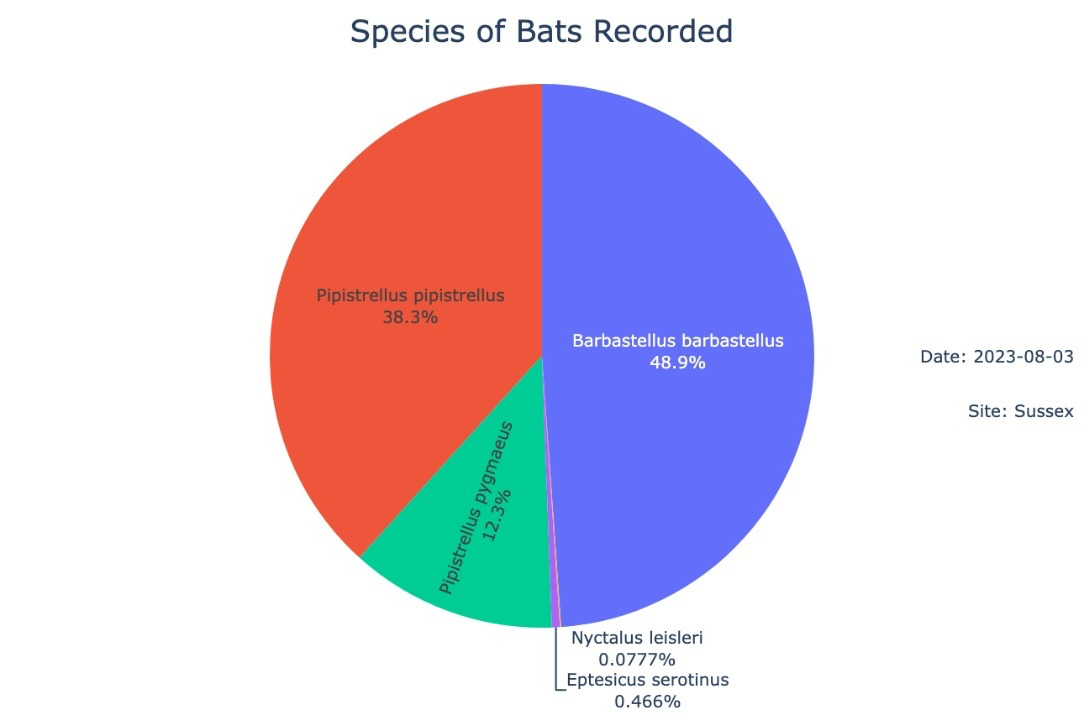 Species of Bats Recorded
Pipistrellus pipistrellus
38.3%
Barbastellus barbastellus
48.9%
Date: 2023-08-03
Site: Sussex
Pipistrellus pygmaeus
12.3%
Nyctalus leisleri
0.0777%
Eptesicus serotinus
0.466%